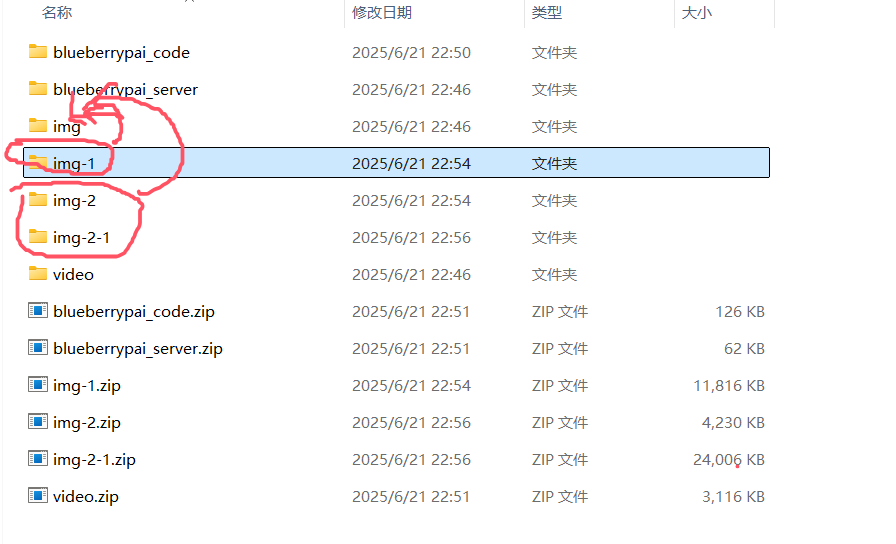 名称 修改日期 类型 大小
blueberrypai_code 2025/6/21 22:50 文件夹
blueberrypai_server 2025/6/21 22:46 文件夹
img 2025/6/21 22:46 文件夹
img-1 2025/6/21 22:54 文件夹
img-2 2025/6/21 22:54 文件夹
img-2-1 2025/6/21 22:56 文件夹
video 2025/6/21 22:46 文件夹
blueberrypai_code.zip 2025/6/21 22:51 ZIP 文件 126 KB
blueberrypai_server.zip 2025/6/21 22:51 ZIP 文件 62 KB
img-1.zip 2025/6/21 22:54 ZIP 文件 11,816 KB
img-2.zip 2025/6/21 22:56 ZIP 文件 4,230 KB
img-2-1.zip 2025/6/21 22:56 ZIP 文件 24,006 KB
video.zip 2025/6/21 22:51 ZIP 文件 3,116 KB